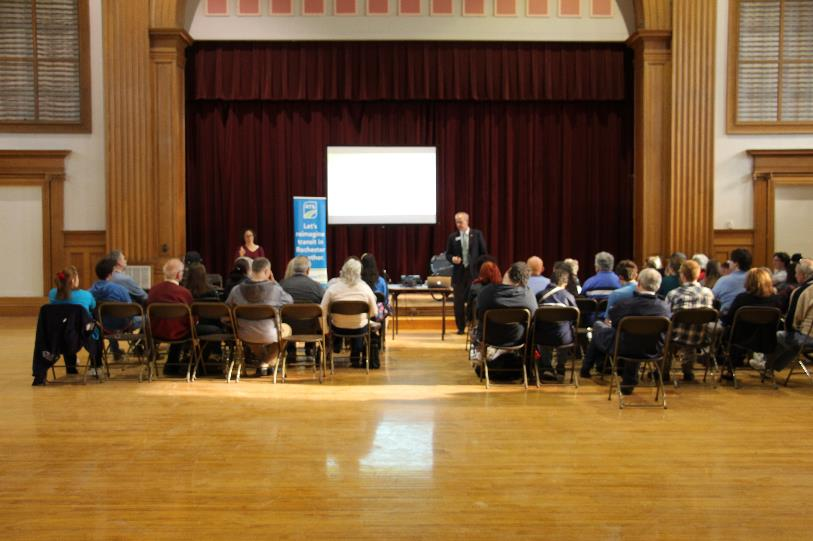 RTS
Let's
reimagine
transit in
Rochester